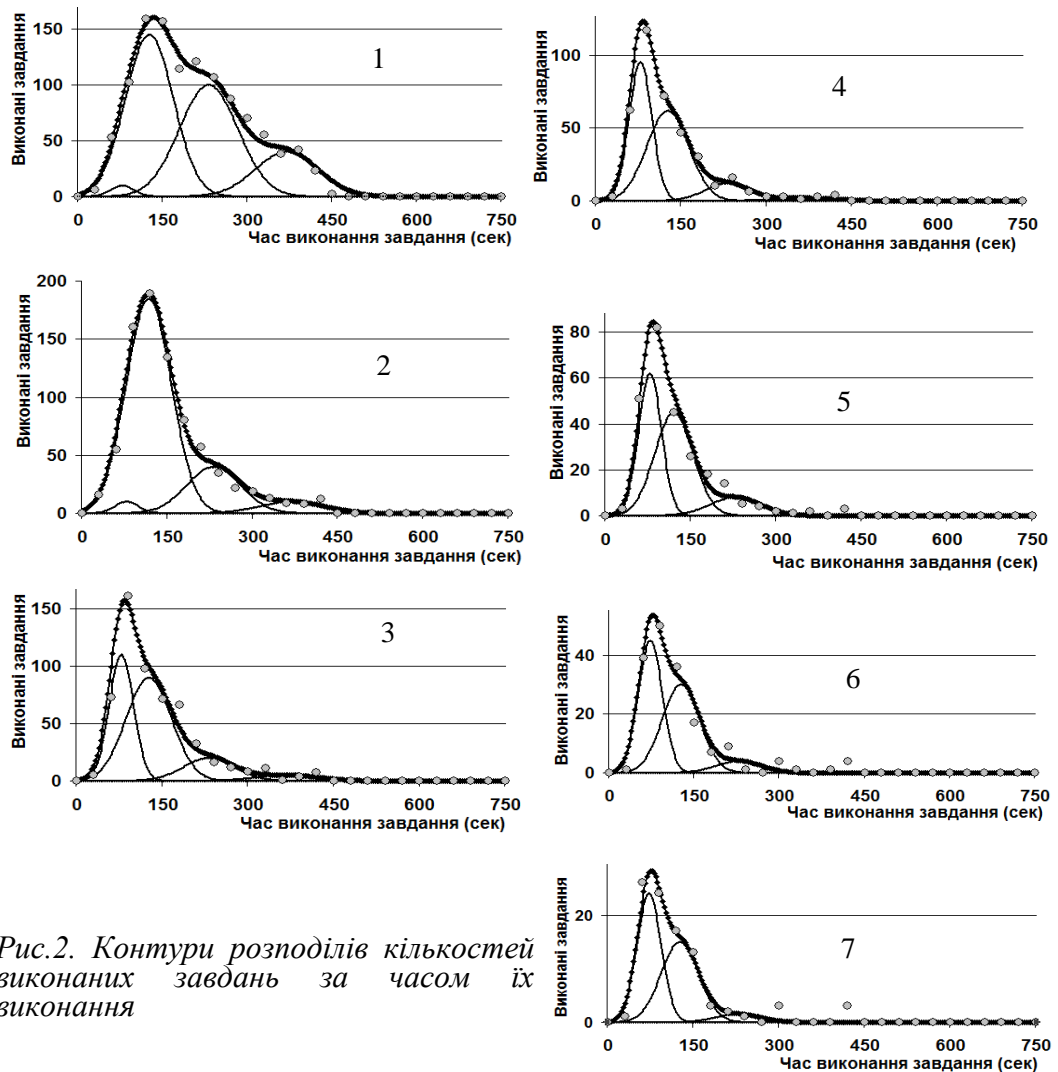 Виконані завдання
150
100
50
0
1
0 150 300 450 600 750
Час виконання завдання (сек)
Виконані завдання
200
150
100
50
0
2
0 150 300 450 600 750
Час виконання завдання (сек)
Виконані завдання
150
100
50
0
3
0 150 300 450 600 750
Час виконання завдання (сек)
Рис.2. Контури розподілів кількостей
виконаних завдань за часом їх
виконання
Виконані завдання
100
50
0
4
0 150 300 450 600 750
Час виконання завдання (сек)
Виконані завдання
80
60
40
20
0
5
0 150 300 450 600 750
Час виконання завдання (сек)
Виконані завдання
40
20
0
6
0 150 300 450 600 750
Час виконання завдання (сек)
Виконані завдання
20
0
7
0 150 300 450 600 750
Час виконання завдання (сек)